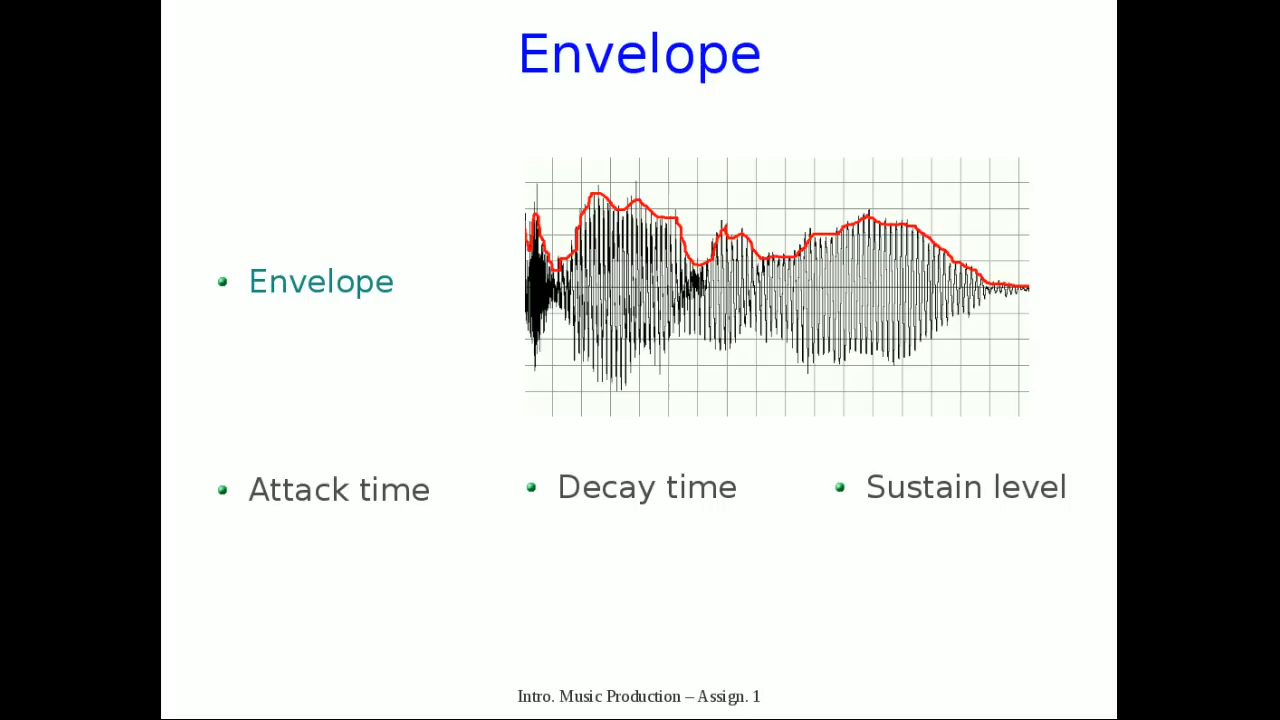 Envelope
Envelope
Attack time
Decay time
Sustain level
Intro. Music Production – Assign. 1